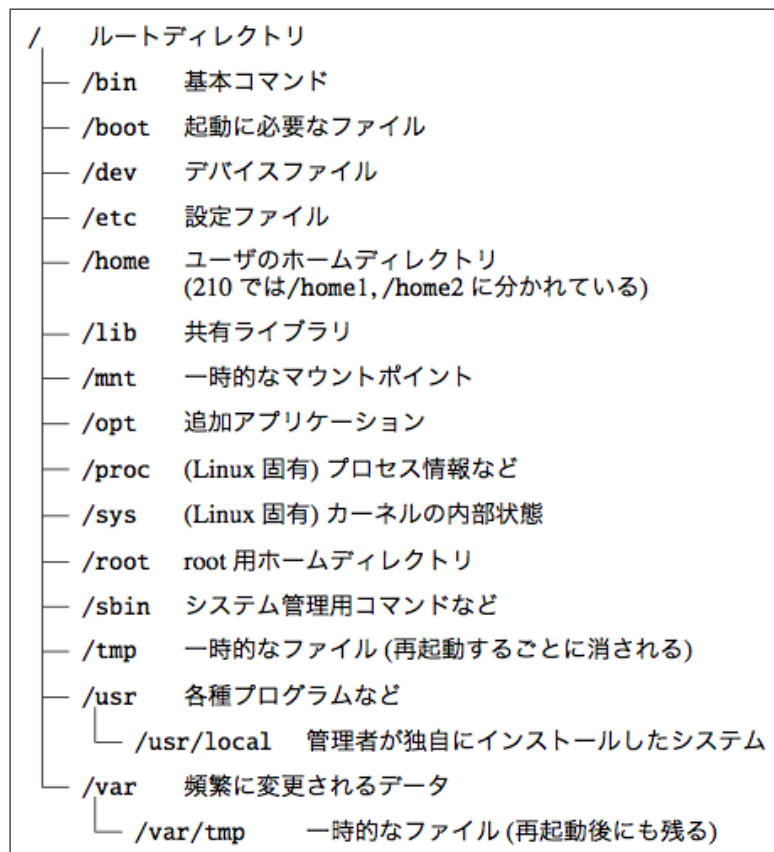 / ルートディレクトリ
/bin 基本コマンド
/boot 起動に必要なファイル
/dev デバイスファイル
/etc 設定ファイル
/home ユーザのホームディレクトリ
(210 では/home1, /home2 に分かれている)
/lib 共有ライブラリ
/mnt 一時的なマウントポイント
/opt 追加アプリケーション
/proc (Linux 固有) プロセス情報など
/sys (Linux 固有) カーネルの内部状態
/root root 用ホームディレクトリ
/sbin システム管理用コマンドなど
/tmp 一時的なファイル (再起動するごとに消される)
/usr 各種プログラムなど
/usr/local 管理者が独自にインストールしたシステム
/var 頻繁に変更されるデータ
/var/tmp 一時的なファイル (再起動後にも残る)